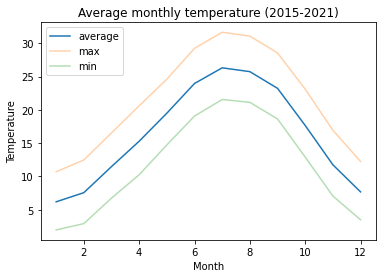 Average monthly temperature (2015-2021)
average
max
min
30
25
20
15
10
5
Temperature
2 4 6 8 10 12
Month